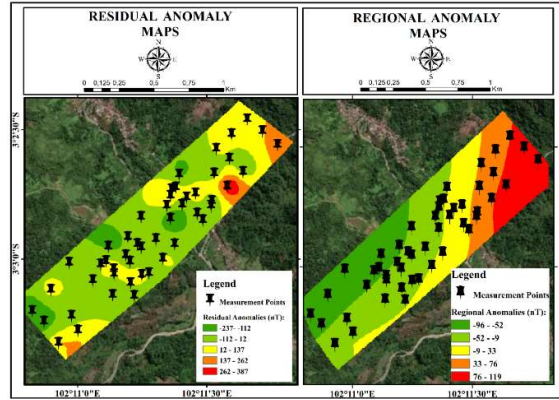 RESIDUAL ANOMALY
MAPS
N
W E
S
0 0,125 0,25 0,5 0,75 1
Km
3°2'30"S
3°3'0"S
102°11'0"E 102°11'30"E
Legend
Measurement Points
Residual Anomalies (nT):
-237- -112
-112 - 12
12 - 137
137 - 262
262 - 387
REGIONAL ANOMALY
MAPS
N
W E
S
0 0,125 0,25 0,5 0,75 1
Km
102°11'0"E 102°11'30"E
Legend
Measurement Points
Regional Anomalies (nT)
-96 - -52
-52 - -9
-9 - 33
33 - 76
76 - 119